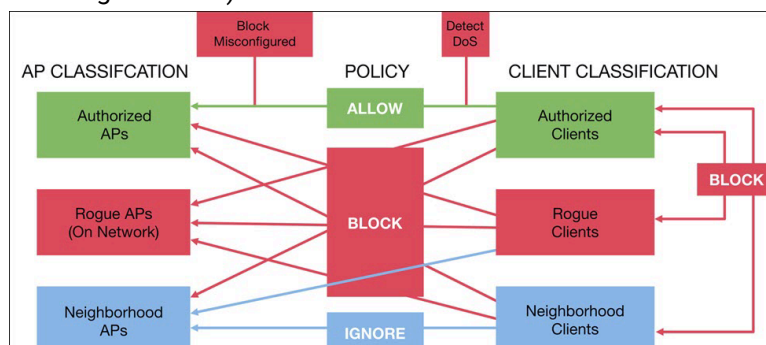 Block
Misconfigured
Detect
DoS
AP CLASSIFCATION
POLICY
CLIENT CLASSIFICATION
Authorized
APs
ALLOW
Authorized
Clients
BLOCK
Rogue APs
(On Network)
BLOCK
Rogue
Clients
Neighborhood
APs
IGNORE
Neighborhood
Clients